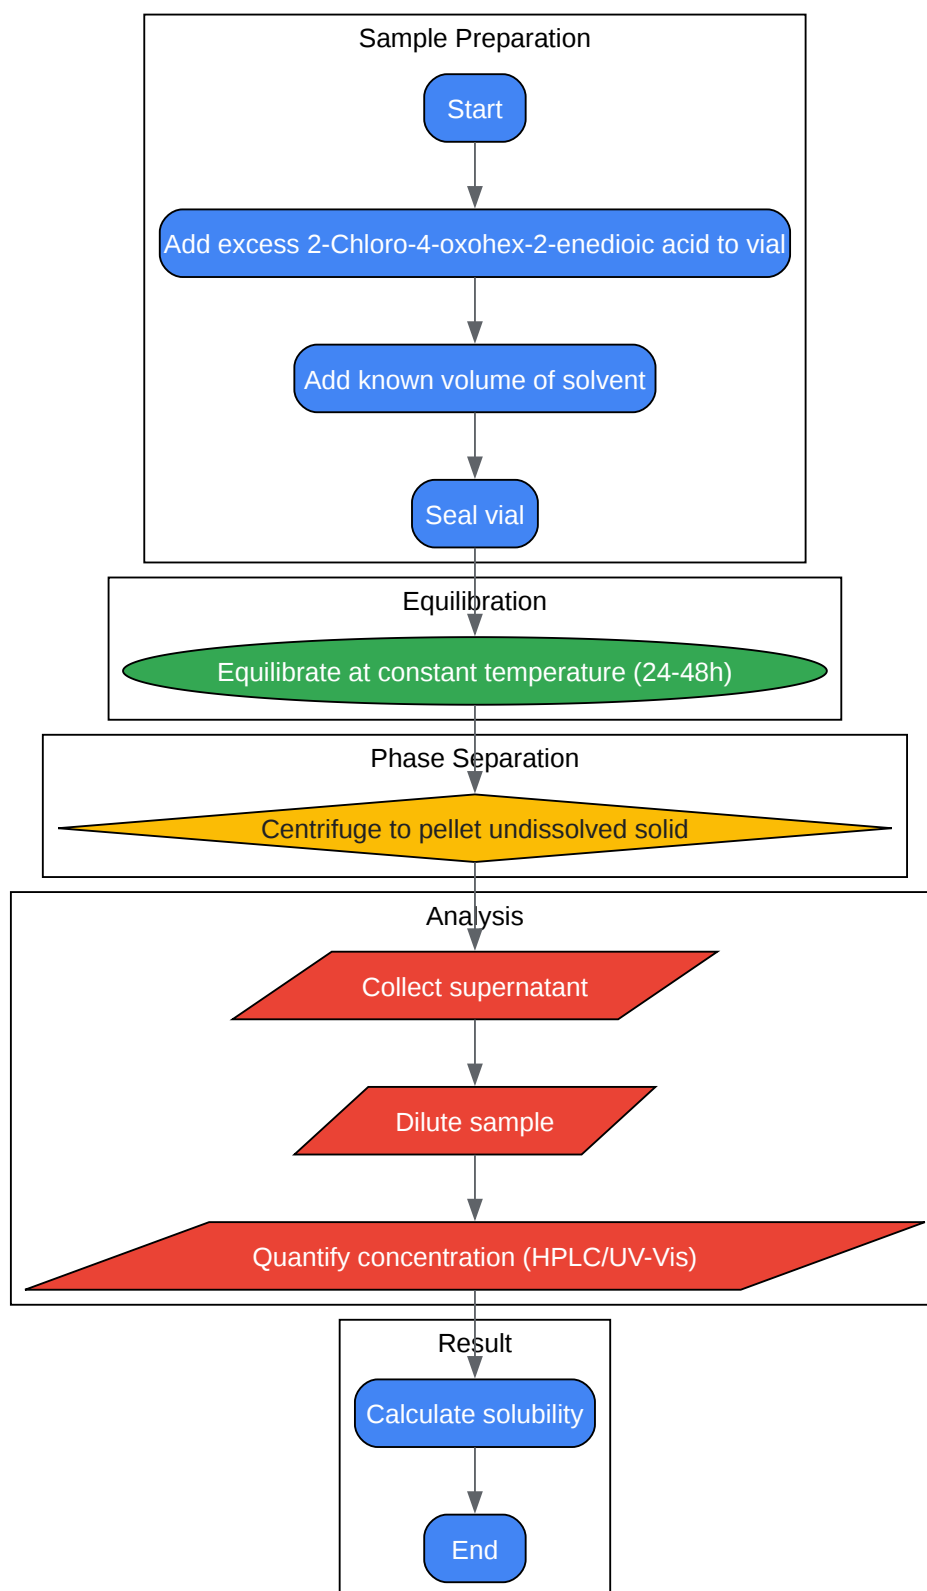 Sample Preparation
Start
Add excess 2-Chloro-4-oxohex-2-enedioic acid to vial
Add known volume of solvent
Seal vial
Equilibration
Equilibrate at constant temperature (24-48h)
Phase Separation
Centrifuge to pellet undissolved solid
Analysis
Collect supernatant
Dilute sample
Quantify concentration (HPLC/UV-Vis)
Result
Calculate solubility
End